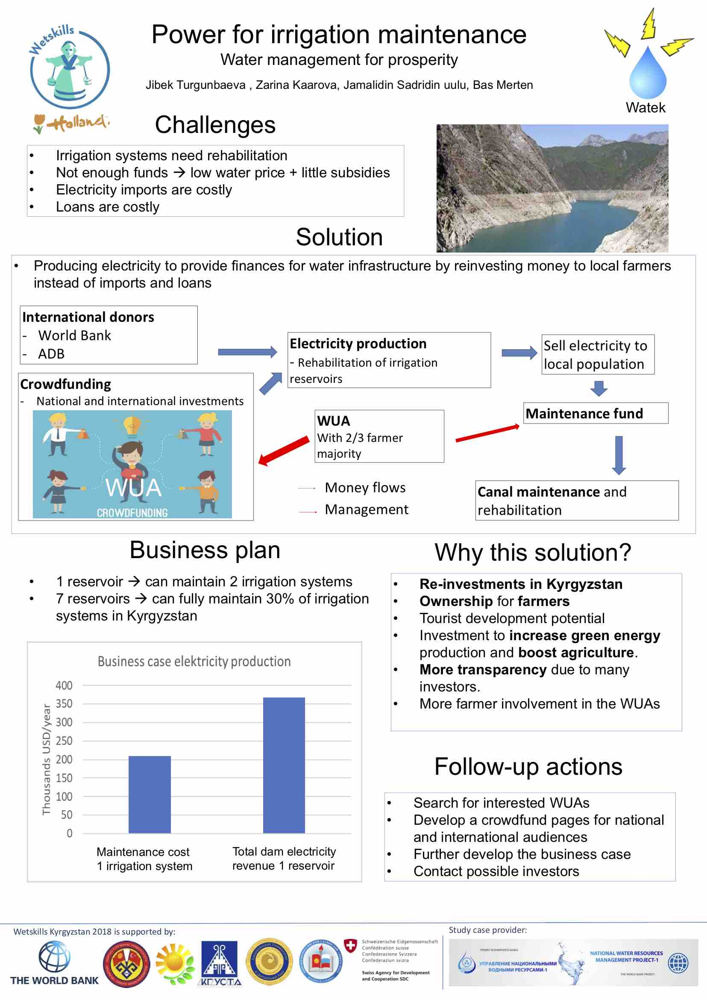 Wetskills
Holland.
Power for irrigation maintenance
Water management for prosperity
Jibek Turgunbaeva , Zarina Kaarova, Jamalidin Sadridin uulu, Bas Merten
Watek
Challenges
• Irrigation systems need rehabilitation
• Not enough funds → low water price + little subsidies
• Electricity imports are costly
• Loans are costly
Solution
• Producing electricity to provide finances for water infrastructure by reinvesting money to local farmers
instead of imports and loans
International donors
- World Bank
- ADB
Crowdfunding
- National and international investments
WUA
CROWDFUNDING
Electricity production
- Rehabilitation of irrigation
reservoirs
Sell electricity to
local population
WUA
With 2/3 farmer
majority
Maintenance fund
Money flows
Management
Canal maintenance and
rehabilitation
Business plan
• 1 reservoir → can maintain 2 irrigation systems
• 7 reservoirs → can fully maintain 30% of irrigation
systems in Kyrgyzstan
Business case elektricity production
Thousands USD/year
400
350
300
250
200
150
100
50
0
Maintenance cost
1 irrigation system
Total dam electricity
revenue 1 reservoir
Why this solution?
• Re-investments in Kyrgyzstan
• Ownership for farmers
• Tourist development potential
• Investment to increase green energy
production and boost agriculture.
• More transparency due to many
investors.
• More farmer involvement in the WUAs
Follow-up actions
• Search for interested WUAs
• Develop a crowdfund pages for national
and international audiences
• Further develop the business case
• Contact possible investors
Wetskills Kyrgyzstan 2018 is supported by:
THE WORLD BANK
КГУСТА
Schweizerische Eidgenossenschaft
Confédération suisse
Confederazione Svizzera
Confederaziun svizra
Swiss Agency for Development
and Cooperation SDC
Study case provider:
ПРОЕКТ ВСЕМИРНОГО БАНКА
УПРАВЛЕНИЕ НАЦИОНАЛЬНЫМИ
ВОДНЫМИ РЕСУРСАМИ-1
NATIONAL WATER RESOURCES
MANAGEMENT PROJECT-1
THE WORLD BANK PROJECT